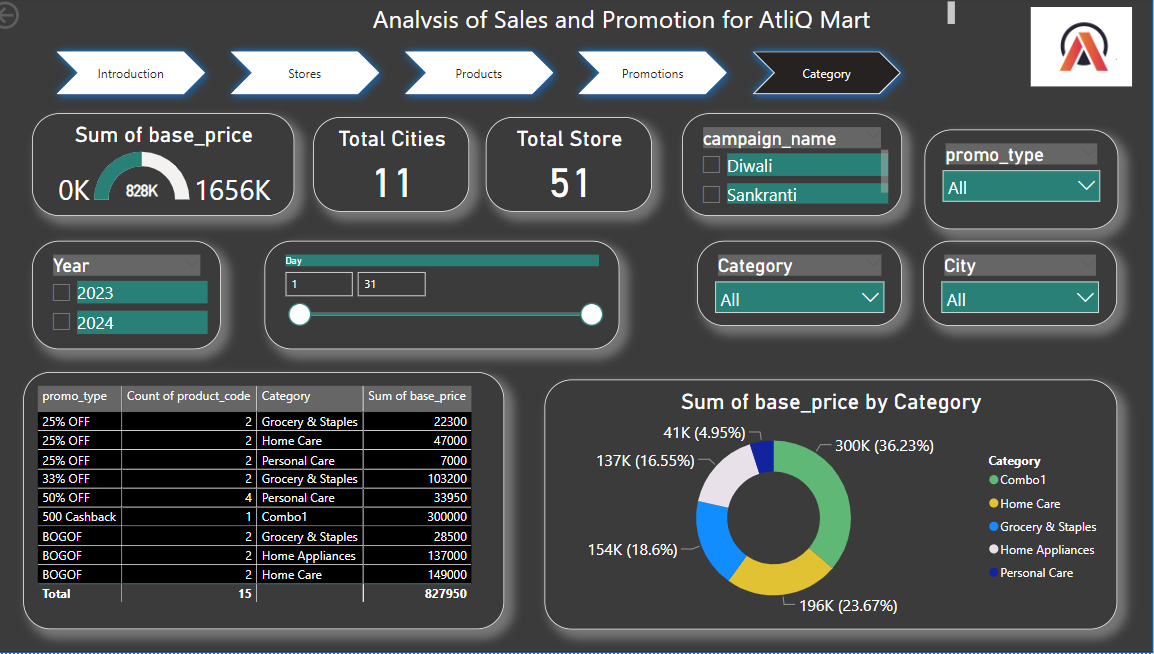 Analysis of Sales and Promotion for AtliQ Mart
Introduction
Stores
Products
Promotions
Category
Sum of base_price
0K
828K
1656K
Total Cities
11
Total Store
51
campaign_name
Diwali
Sankranti
promo_type
All
Year
2023
2024
Day
1
31
Category
All
City
All
promo_type Count of product_code Category Sum of base_price
25% OFF 2 Grocery & Staples 22300
25% OFF 2 Home Care 47000
25% OFF 2 Personal Care 7000
33% OFF 2 Grocery & Staples 103200
50% OFF 4 Personal Care 33950
500 Cashback 1 Combo1 300000
BOGOF 2 Grocery & Staples 28500
BOGOF 2 Home Appliances 137000
BOGOF 2 Home Care 149000
Total 15 827950
Sum of base_price by Category
41K (4.95%)
300K (36.23%)
137K (16.55%)
154K (18.6%)
196K (23.67%)
Category
Combo1
Home Care
Grocery & Staples
Home Appliances
Personal Care